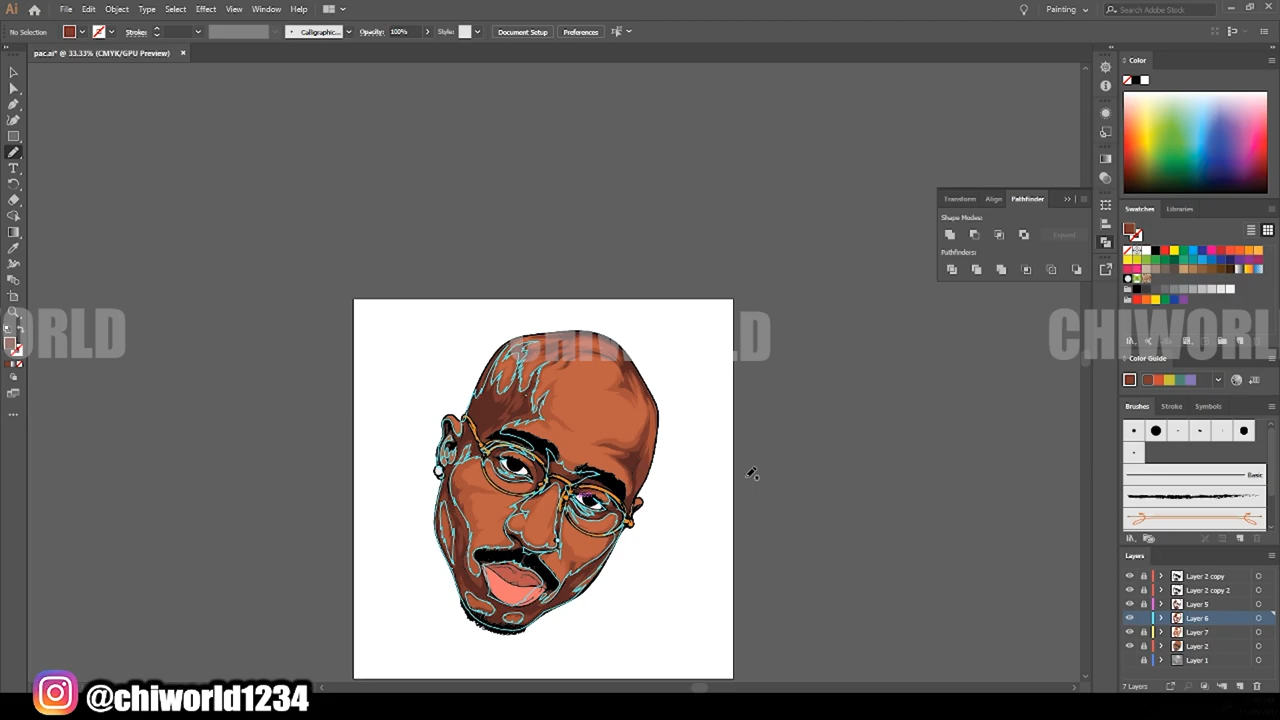 Ai File Edit Object Type Select Effect View Window Help Painting Search Adobe Stock
No Selection Stroke: Calligraphic... Opacity: 100% Style: Document Setup Preferences
pac.ai* @ 33.33% (CMYK/GPU Preview) ×
Color
Transform Align Pathfinder
Shape Modes:
Expand
Pathfinders:
Swatches Libraries
ORLD CHIWORLD CHIWORL
Color Guide
Brushes Stroke Symbols
Basic
Layers
Layer 2 copy
Layer 2 copy 2
Layer 5
Layer 6
Layer 7
Layer 2
Layer 1
7 Layers
@chiworld1234